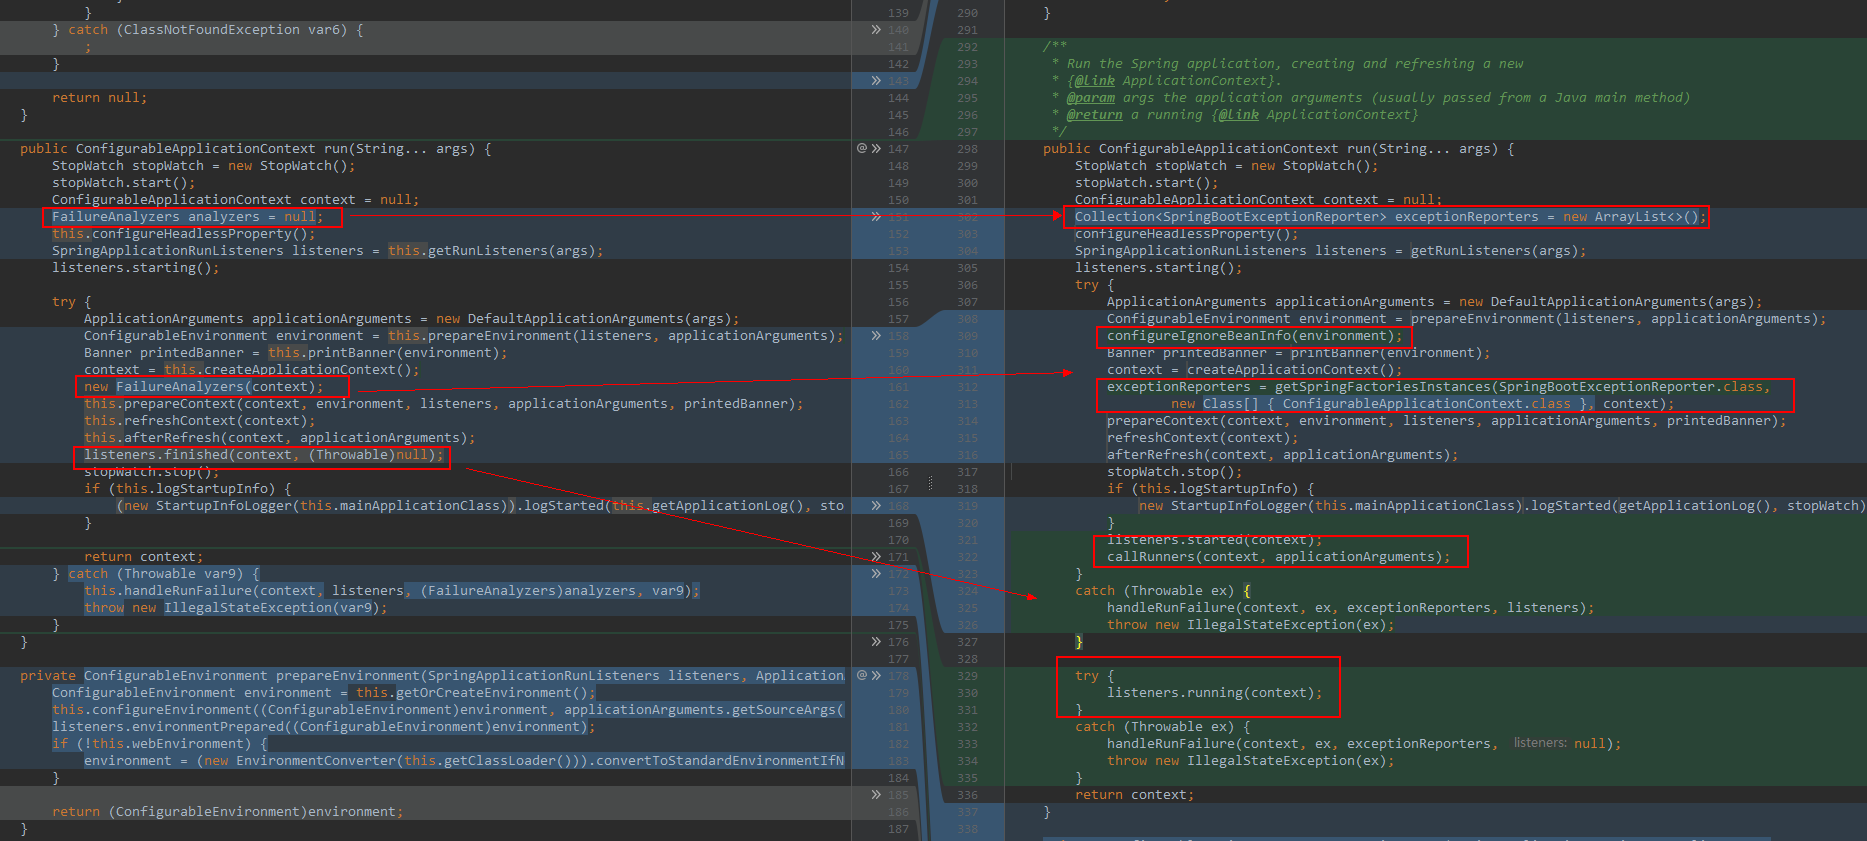 }
} catch (ClassNotFoundException var6) {
;
}
return null;
}
public ConfigurableApplicationContext run(String... args) {
StopWatch stopWatch = new StopWatch();
stopWatch.start();
ConfigurableApplicationContext context = null;
FailureAnalyzers analyzers = null;
this.configureHeadlessProperty();
SpringApplicationRunListeners listeners = this.getRunListeners(args);
listeners.starting();
try {
ApplicationArguments applicationArguments = new DefaultApplicationArguments(args);
ConfigurableEnvironment environment = this.prepareEnvironment(listeners, applicationArguments);
Banner printedBanner = this.printBanner(environment);
context = this.createApplicationContext();
new FailureAnalyzers(context);
this.prepareContext(context, environment, listeners, applicationArguments, printedBanner);
this.refreshContext(context);
this.afterRefresh(context, applicationArguments);
listeners.finished(context, (Throwable)null);
stopWatch.stop();
if (this.logStartupInfo) {
(new StartupInfoLogger(this.mainApplicationClass)).logStarted(this.getApplicationLog(), sto
}
return context;
} catch (Throwable var9) {
this.handleRunFailure(context, listeners, (FailureAnalyzers)analyzers, var9);
throw new IllegalStateException(var9);
}
}
private ConfigurableEnvironment prepareEnvironment(SpringApplicationRunListeners listeners, Application
ConfigurableEnvironment environment = this.getOrCreateEnvironment();
this.configureEnvironment((ConfigurableEnvironment)environment, applicationArguments.getSourceArgs(
listeners.environmentPrepared((ConfigurableEnvironment)environment);
if (!this.webEnvironment) {
environment = (new EnvironmentConverter(this.getClassLoader())).convertToStandardEnvironmentIfN
}
return (ConfigurableEnvironment)environment;
}
139 290
» 140 291
141 292
142 293
» 143 294
144 295
145 296
146 297
@ » 147 298
148 299
149 300
150 301
» 151 302
152 303
153 304
154 305
155 306
156 307
157 308
» 158 309
159 310
160 311
161 312
162 313
163 314
164 315
165 316
166 317
167 318
» 168 319
169 320
170 321
» 171 322
» 172 323
173 324
174 325
175 326
» 176 327
177 328
@ » 178 329
179 330
180 331
181 332
182 333
183 334
184 335
» 185 336
186 337
187 338
}
/**
* Run the Spring application, creating and refreshing a new
* {@link ApplicationContext}.
* @param args the application arguments (usually passed from a Java main method)
* @return a running {@link ApplicationContext}
*/
public ConfigurableApplicationContext run(String... args) {
StopWatch stopWatch = new StopWatch();
stopWatch.start();
ConfigurableApplicationContext context = null;
Collection<SpringBootExceptionReporter> exceptionReporters = new ArrayList<>();
configureHeadlessProperty();
SpringApplicationRunListeners listeners = getRunListeners(args);
listeners.starting();
try {
ApplicationArguments applicationArguments = new DefaultApplicationArguments(args);
ConfigurableEnvironment environment = prepareEnvironment(listeners, applicationArguments);
configureIgnoreBeanInfo(environment);
Banner printedBanner = printBanner(environment);
context = createApplicationContext();
exceptionReporters = getSpringFactoriesInstances(SpringBootExceptionReporter.class,
new Class[] { ConfigurableApplicationContext.class }, context);
prepareContext(context, environment, listeners, applicationArguments, printedBanner);
refreshContext(context);
afterRefresh(context, applicationArguments);
stopWatch.stop();
if (this.logStartupInfo) {
new StartupInfoLogger(this.mainApplicationClass).logStarted(getApplicationLog(), stopWatch)
}
listeners.started(context);
callRunners(context, applicationArguments);
}
catch (Throwable ex) {
handleRunFailure(context, ex, exceptionReporters, listeners);
throw new IllegalStateException(ex);
}
try {
listeners.running(context);
}
catch (Throwable ex) {
handleRunFailure(context, ex, exceptionReporters, listeners: null);
throw new IllegalStateException(ex);
}
return context;
}